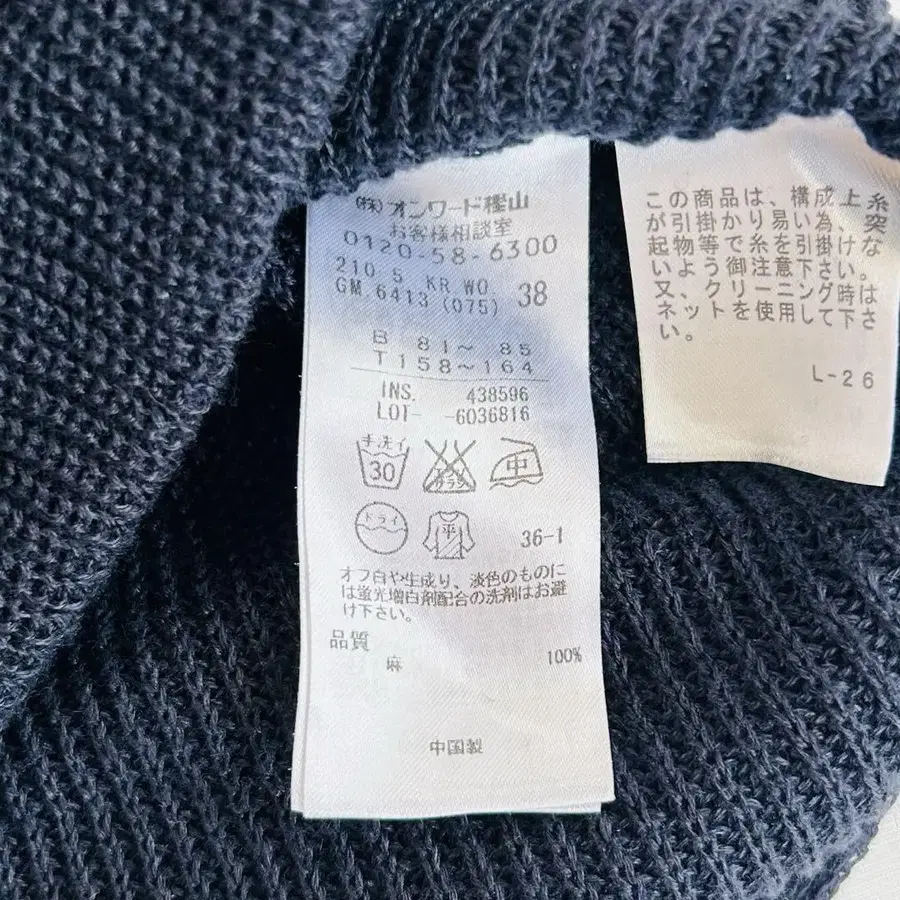 (株)オンワード樫山
お客様相談室
0120-58-6300
210.5. KR WO.
GM.6413 (075) 38
B 81~ 85
T 158~164
INS. 438596
LOT- -6036816
手洗イ
30
中
ドライ
平
36-1
オフ白や生成り、淡色のものに
は蛍光増白剤配合の洗剤はお避
け下さい。
品質
麻 100%
中国製
この商品は、構成上糸
が引掛かり易い為、突
起物等で糸を引掛けな
いよう御注意下さい。
又、クリーニング時は
ネットを使用して下さ
い。
L-26